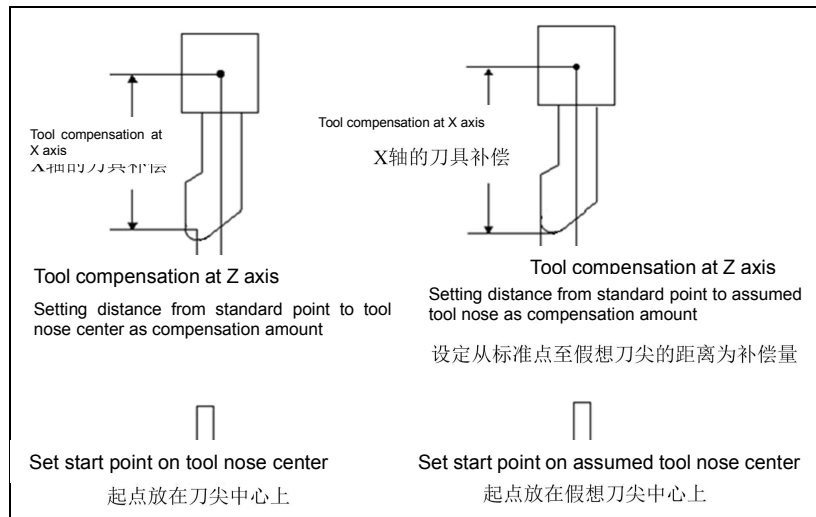 Tool compensation at
X axis
X轴的刀具补偿
Tool compensation at X axis
X轴的刀具补偿
Tool compensation at Z axis
Setting distance from standard point to tool
nose center as compensation amount
Tool compensation at Z axis
Setting distance from standard point to assumed
tool nose as compensation amount
设定从标准点至假想刀尖的距离为补偿量
Set start point on tool nose center
起点放在刀尖中心上
Set start point on assumed tool nose center
起点放在假想刀尖中心上